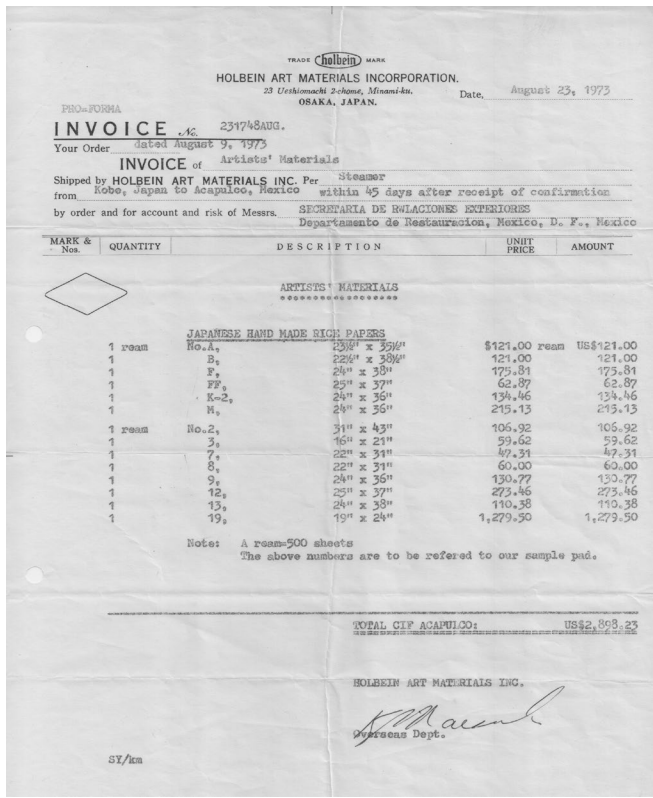 TRADE holbein MARK
HOLBEIN ART MATERIALS INCORPORATION.
23 Ueshiomachi 2-chome, Minami-ku.
OSAKA, JAPAN.
Date, August 23, 1973
PRO=FORMA
INVOICE No. 231748AUG.
Your Order dated August 9, 1973
INVOICE of Artists' Materials
Shipped by HOLBEIN ART MATERIALS INC. Per Steamer
from Kobe, Japan to Acapulco, Mexico within 45 days after receipt of confirmation
by order and for account and risk of Messrs. SECRETARIA DE RWLACIONES EXTERIORES
Departamento de Restauracion, Mexico, D. F., Mexico
MARK & Nos. QUANTITY DESCRIPTION UNIIT PRICE AMOUNT
ARTISTS' MATERIALS
JAPANESE HAND MADE RICE PAPERS
1 ream No.A, 23½" x 35½" $121.00 ream US$121.00
1 B, 22½" x 38½" 121.00 121.00
1 F, 24" x 38" 175.81 175.81
1 FF, 25" x 37" 62.87 62.87
1 K-2, 24" x 36" 134.46 134.46
1 M, 24" x 36" 215.13 215.13
1 ream No.2, 31" x 43" 106.92 106.92
1 3, 16" x 21" 59.62 59.62
1 7, 22" x 31" 47.31 47.31
1 8, 22" x 31" 60.00 60.00
1 9, 24" x 36" 130.77 130.77
1 12, 25" x 37" 273.46 273.46
1 13, 24" x 38" 110.38 110.38
1 19, 19" x 24" 1,279.50 1,279.50
Note: A ream=500 sheets
The above numbers are to be refered to our sample pad.
TOTAL CIF ACAPULCO: US$2,898.23
HOLBEIN ART MATERIALS INC.
Overseas Dept.
SY/km